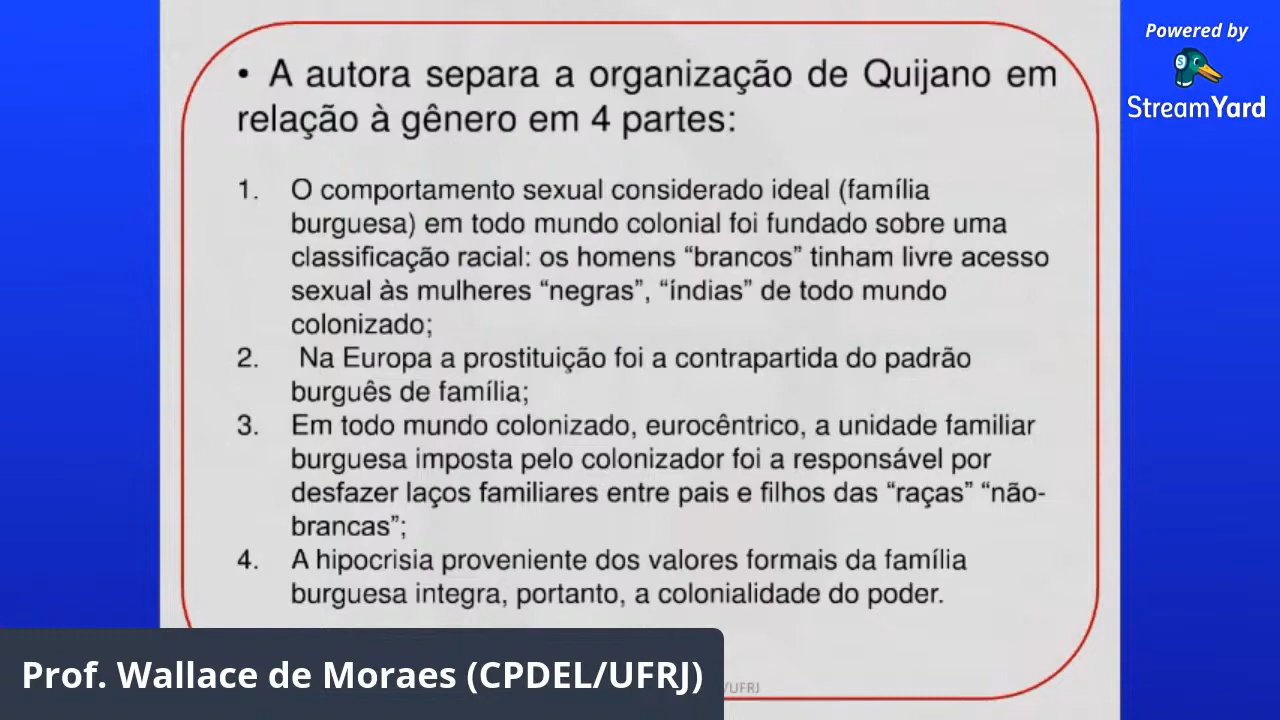 • A autora separa a organização de Quijano em
relação à gênero em 4 partes:
1. O comportamento sexual considerado ideal (família
burguesa) em todo mundo colonial foi fundado sobre uma
classificação racial: os homens “brancos” tinham livre acesso
sexual às mulheres “negras”, “índias” de todo mundo
colonizado;
2. Na Europa a prostituição foi a contrapartida do padrão
burguês de família;
3. Em todo mundo colonizado, eurocêntrico, a unidade familiar
burguesa imposta pelo colonizador foi a responsável por
desfazer laços familiares entre pais e filhos das “raças” “não-
brancas”;
4. A hipocrisia proveniente dos valores formais da família
burguesa integra, portanto, a colonialidade do poder.
/UFRJ
Prof. Wallace de Moraes (CPDEL/UFRJ)
Powered by
StreamYard